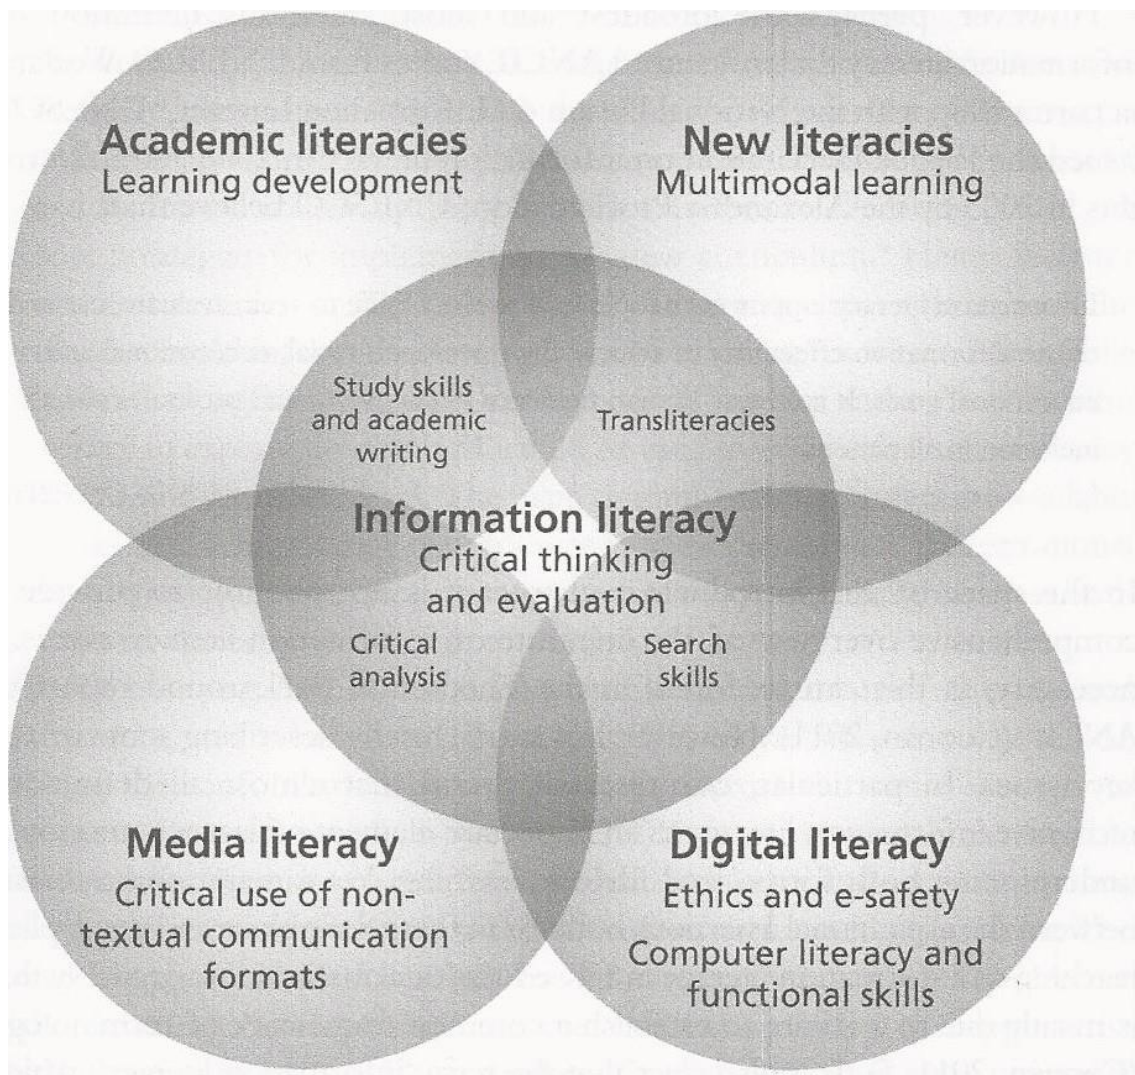 Academic literacies
Learning development
New literacies
Multimodal learning
Study skills
and academic
writing
Transliteracies
Information literacy
Critical thinking
and evaluation
Critical
analysis
Search
skills
Media literacy
Critical use of non-
textual communication
formats
Digital literacy
Ethics and e-safety
Computer literacy and
functional skills